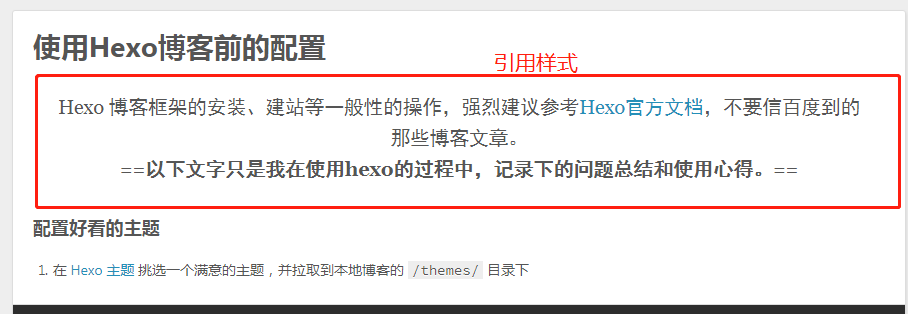 使用Hexo博客前的配置
引用样式
Hexo 博客框架的安装、建站等一般性的操作，强烈建议参考Hexo官方文档，不要信百度到的
那些博客文章。
==以下文字只是我在使用hexo的过程中，记录下的问题总结和使用心得。==
配置好看的主题
1. 在 Hexo 主题 挑选一个满意的主题，并拉取到本地博客的 /themes/ 目录下